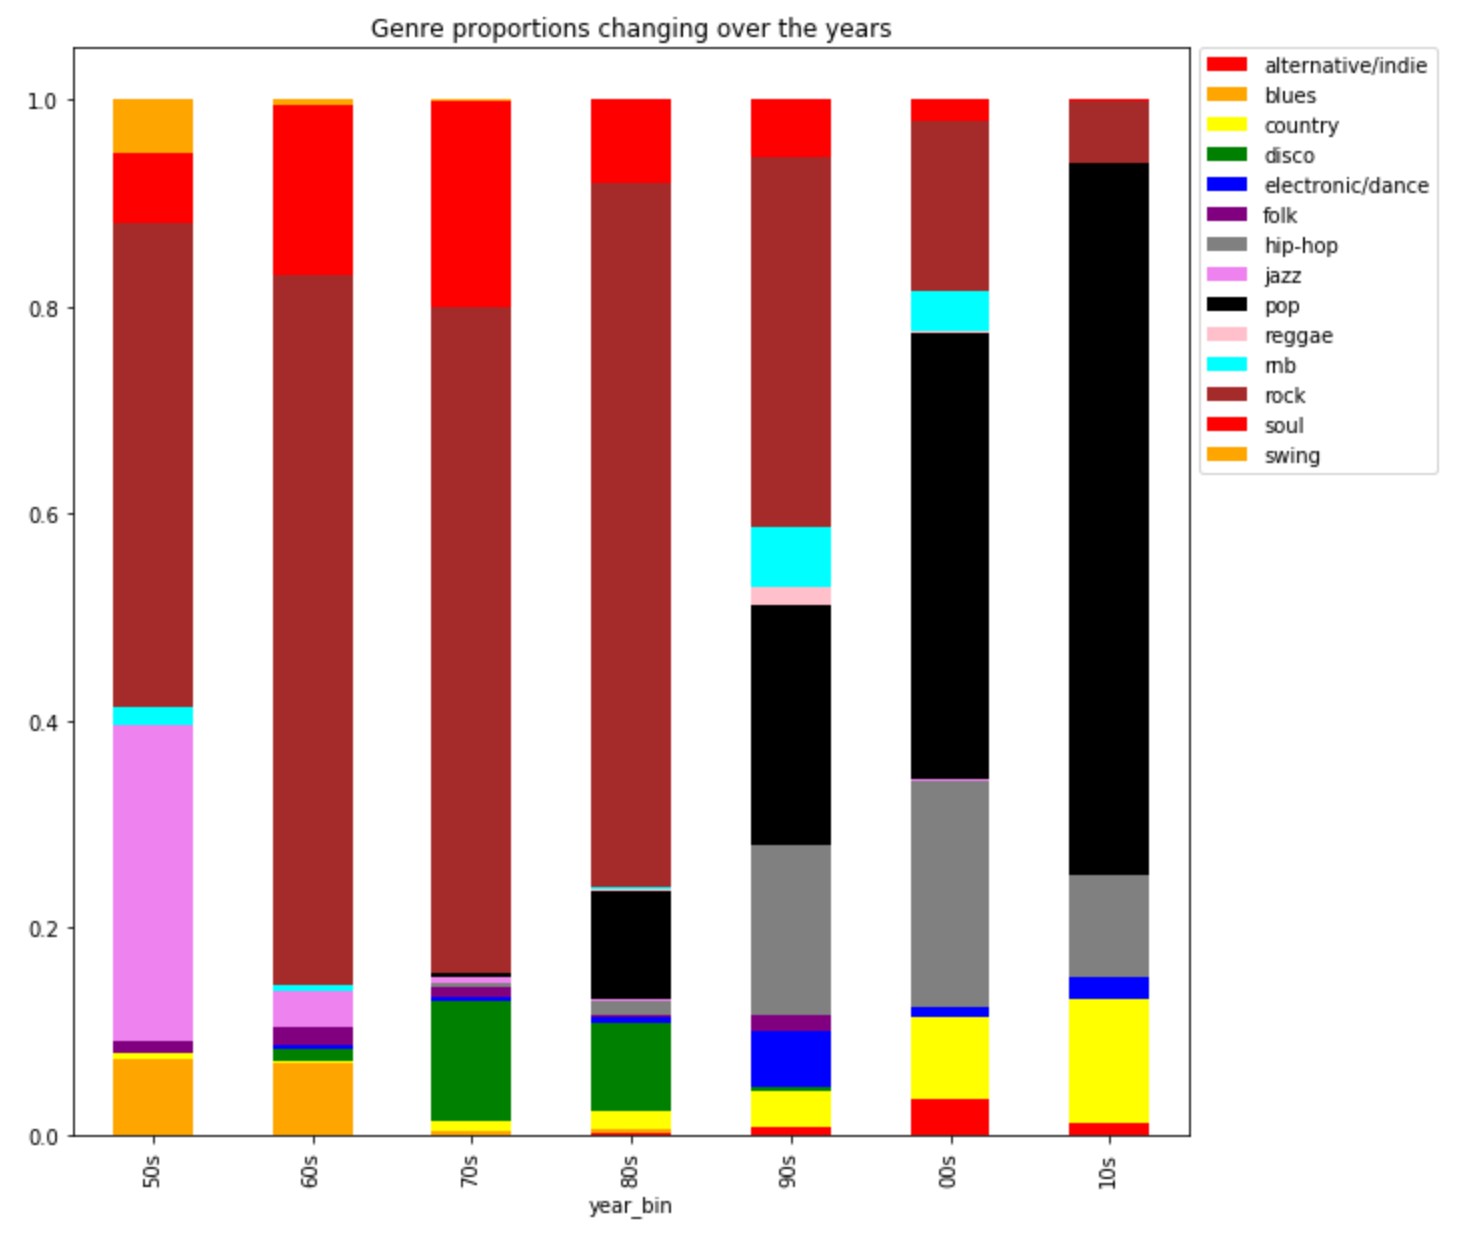 Genre proportions changing over the years
1.0
0.8
0.6
0.4
0.2
0.0
50s
60s
70s
80s
90s
00s
10s
year_bin
alternative/indie
blues
country
disco
electronic/dance
folk
hip-hop
jazz
pop
reggae
rnb
rock
soul
swing